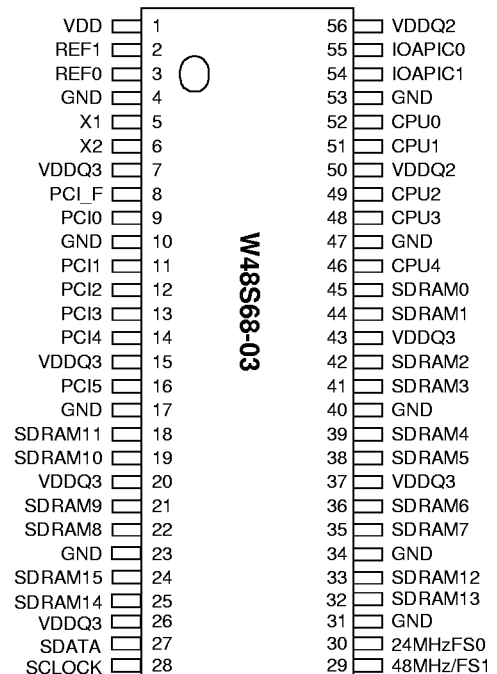 VDD 1 56 VDDQ2
REF1 2 55 IOAPIC0
REF0 3 54 IOAPIC1
GND 4 53 GND
X1 5 52 CPU0
X2 6 51 CPU1
VDDQ3 7 50 VDDQ2
PCI_F 8 49 CPU2
PCI0 9 48 CPU3
GND 10 47 GND
PCI1 11 46 CPU4
PCI2 12 45 SDRAM0
PCI3 13 44 SDRAM1
PCI4 14 43 VDDQ3
VDDQ3 15 42 SDRAM2
PCI5 16 41 SDRAM3
GND 17 40 GND
SDRAM11 18 39 SDRAM4
SDRAM10 19 38 SDRAM5
VDDQ3 20 37 VDDQ3
SDRAM9 21 36 SDRAM6
SDRAM8 22 35 SDRAM7
GND 23 34 GND
SDRAM15 24 33 SDRAM12
SDRAM14 25 32 SDRAM13
VDDQ3 26 31 GND
SDATA 27 30 24MHzFS0
SCLOCK 28 29 48MHz/FS1
W48S68-03